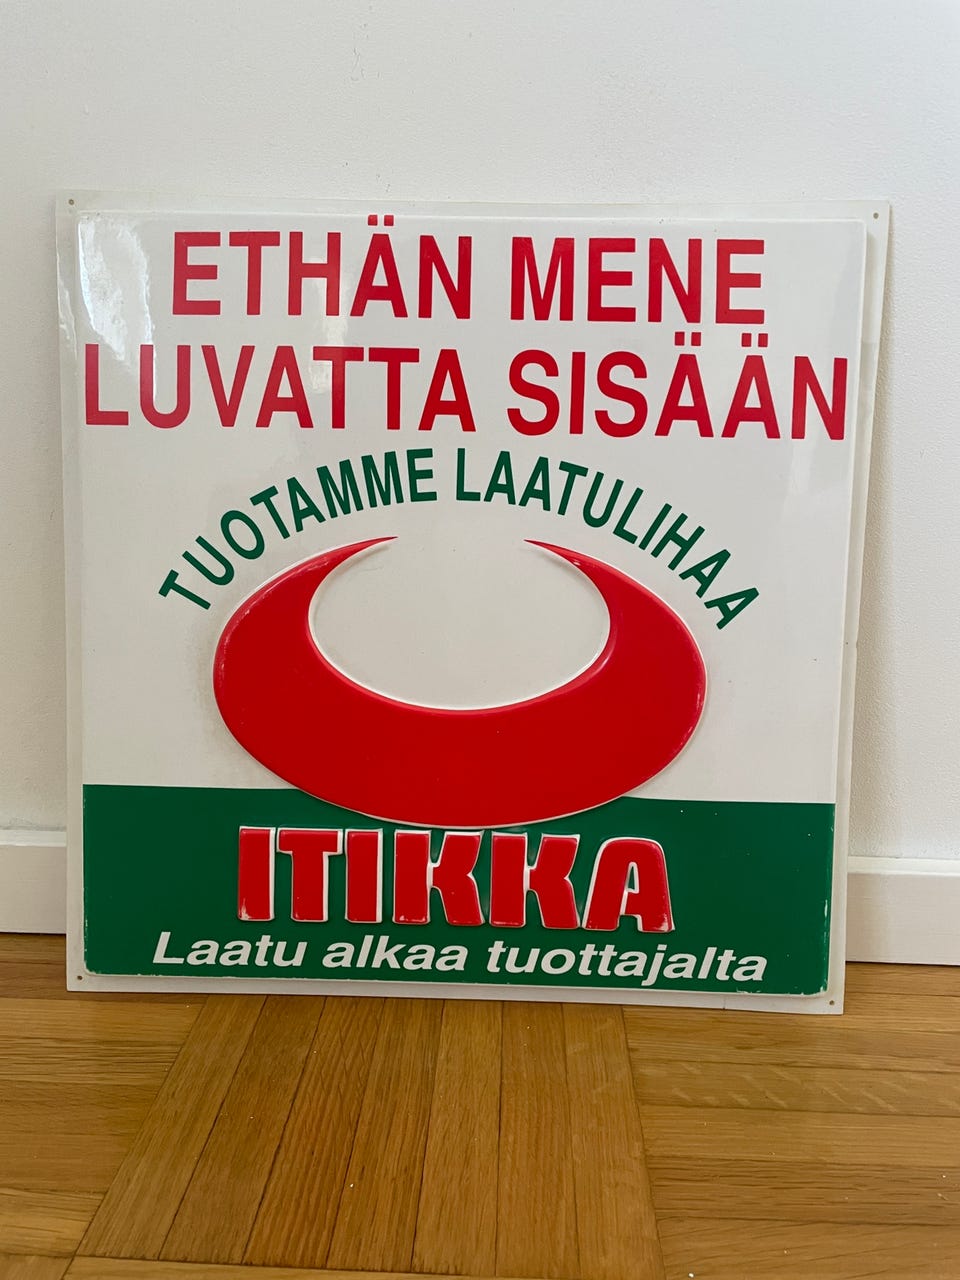 ETHÄN MENE
LUVATTA SISÄÄN
TUOTAMME LAATULIHAA
ITIKKA
Laatu alkaa tuottajalta